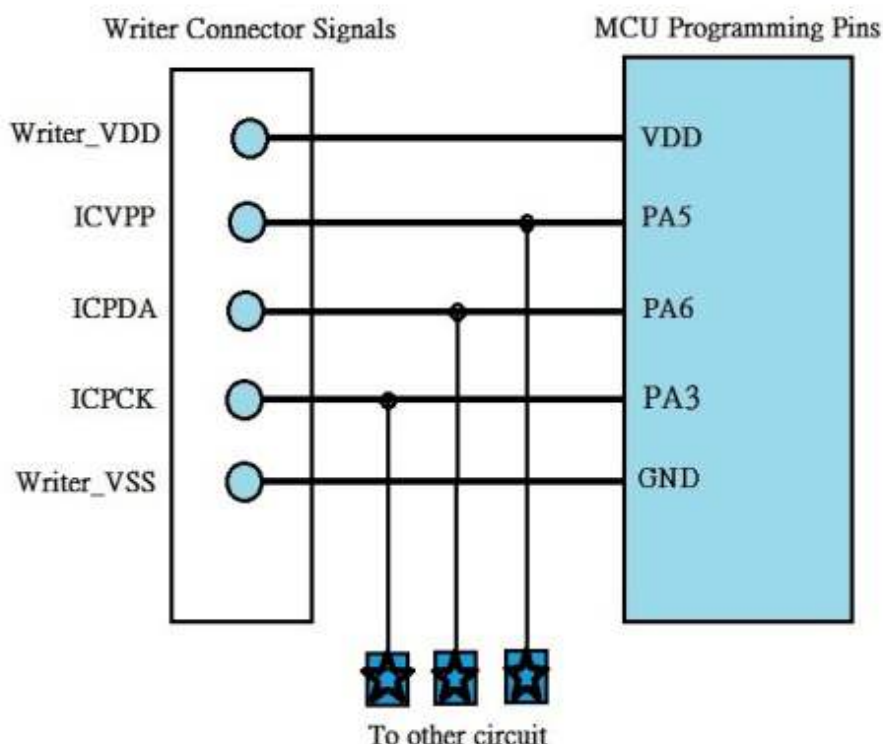 Writer Connector Signals
MCU Programming Pins
Writer_VDD
VDD
ICVPP
PA5
ICPDA
PA6
ICPCK
PA3
Writer_VSS
GND
To other circuit